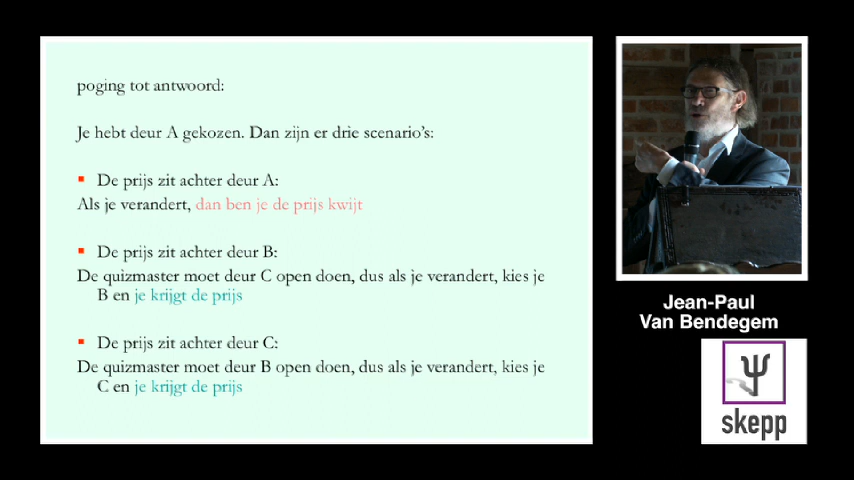 poging tot antwoord:
Je hebt deur A gekozen. Dan zijn er drie scenario's:
De prijs zit achter deur A:
Als je verandert, dan ben je de prijs kwijt
De prijs zit achter deur B:
De quizmaster moet deur C open doen, dus als je verandert, kies je
B en je krijgt de prijs
De prijs zit achter deur C:
De quizmaster moet deur B open doen, dus als je verandert, kies je
C en je krijgt de prijs
Jean-Paul
Van Bendegem
skepp